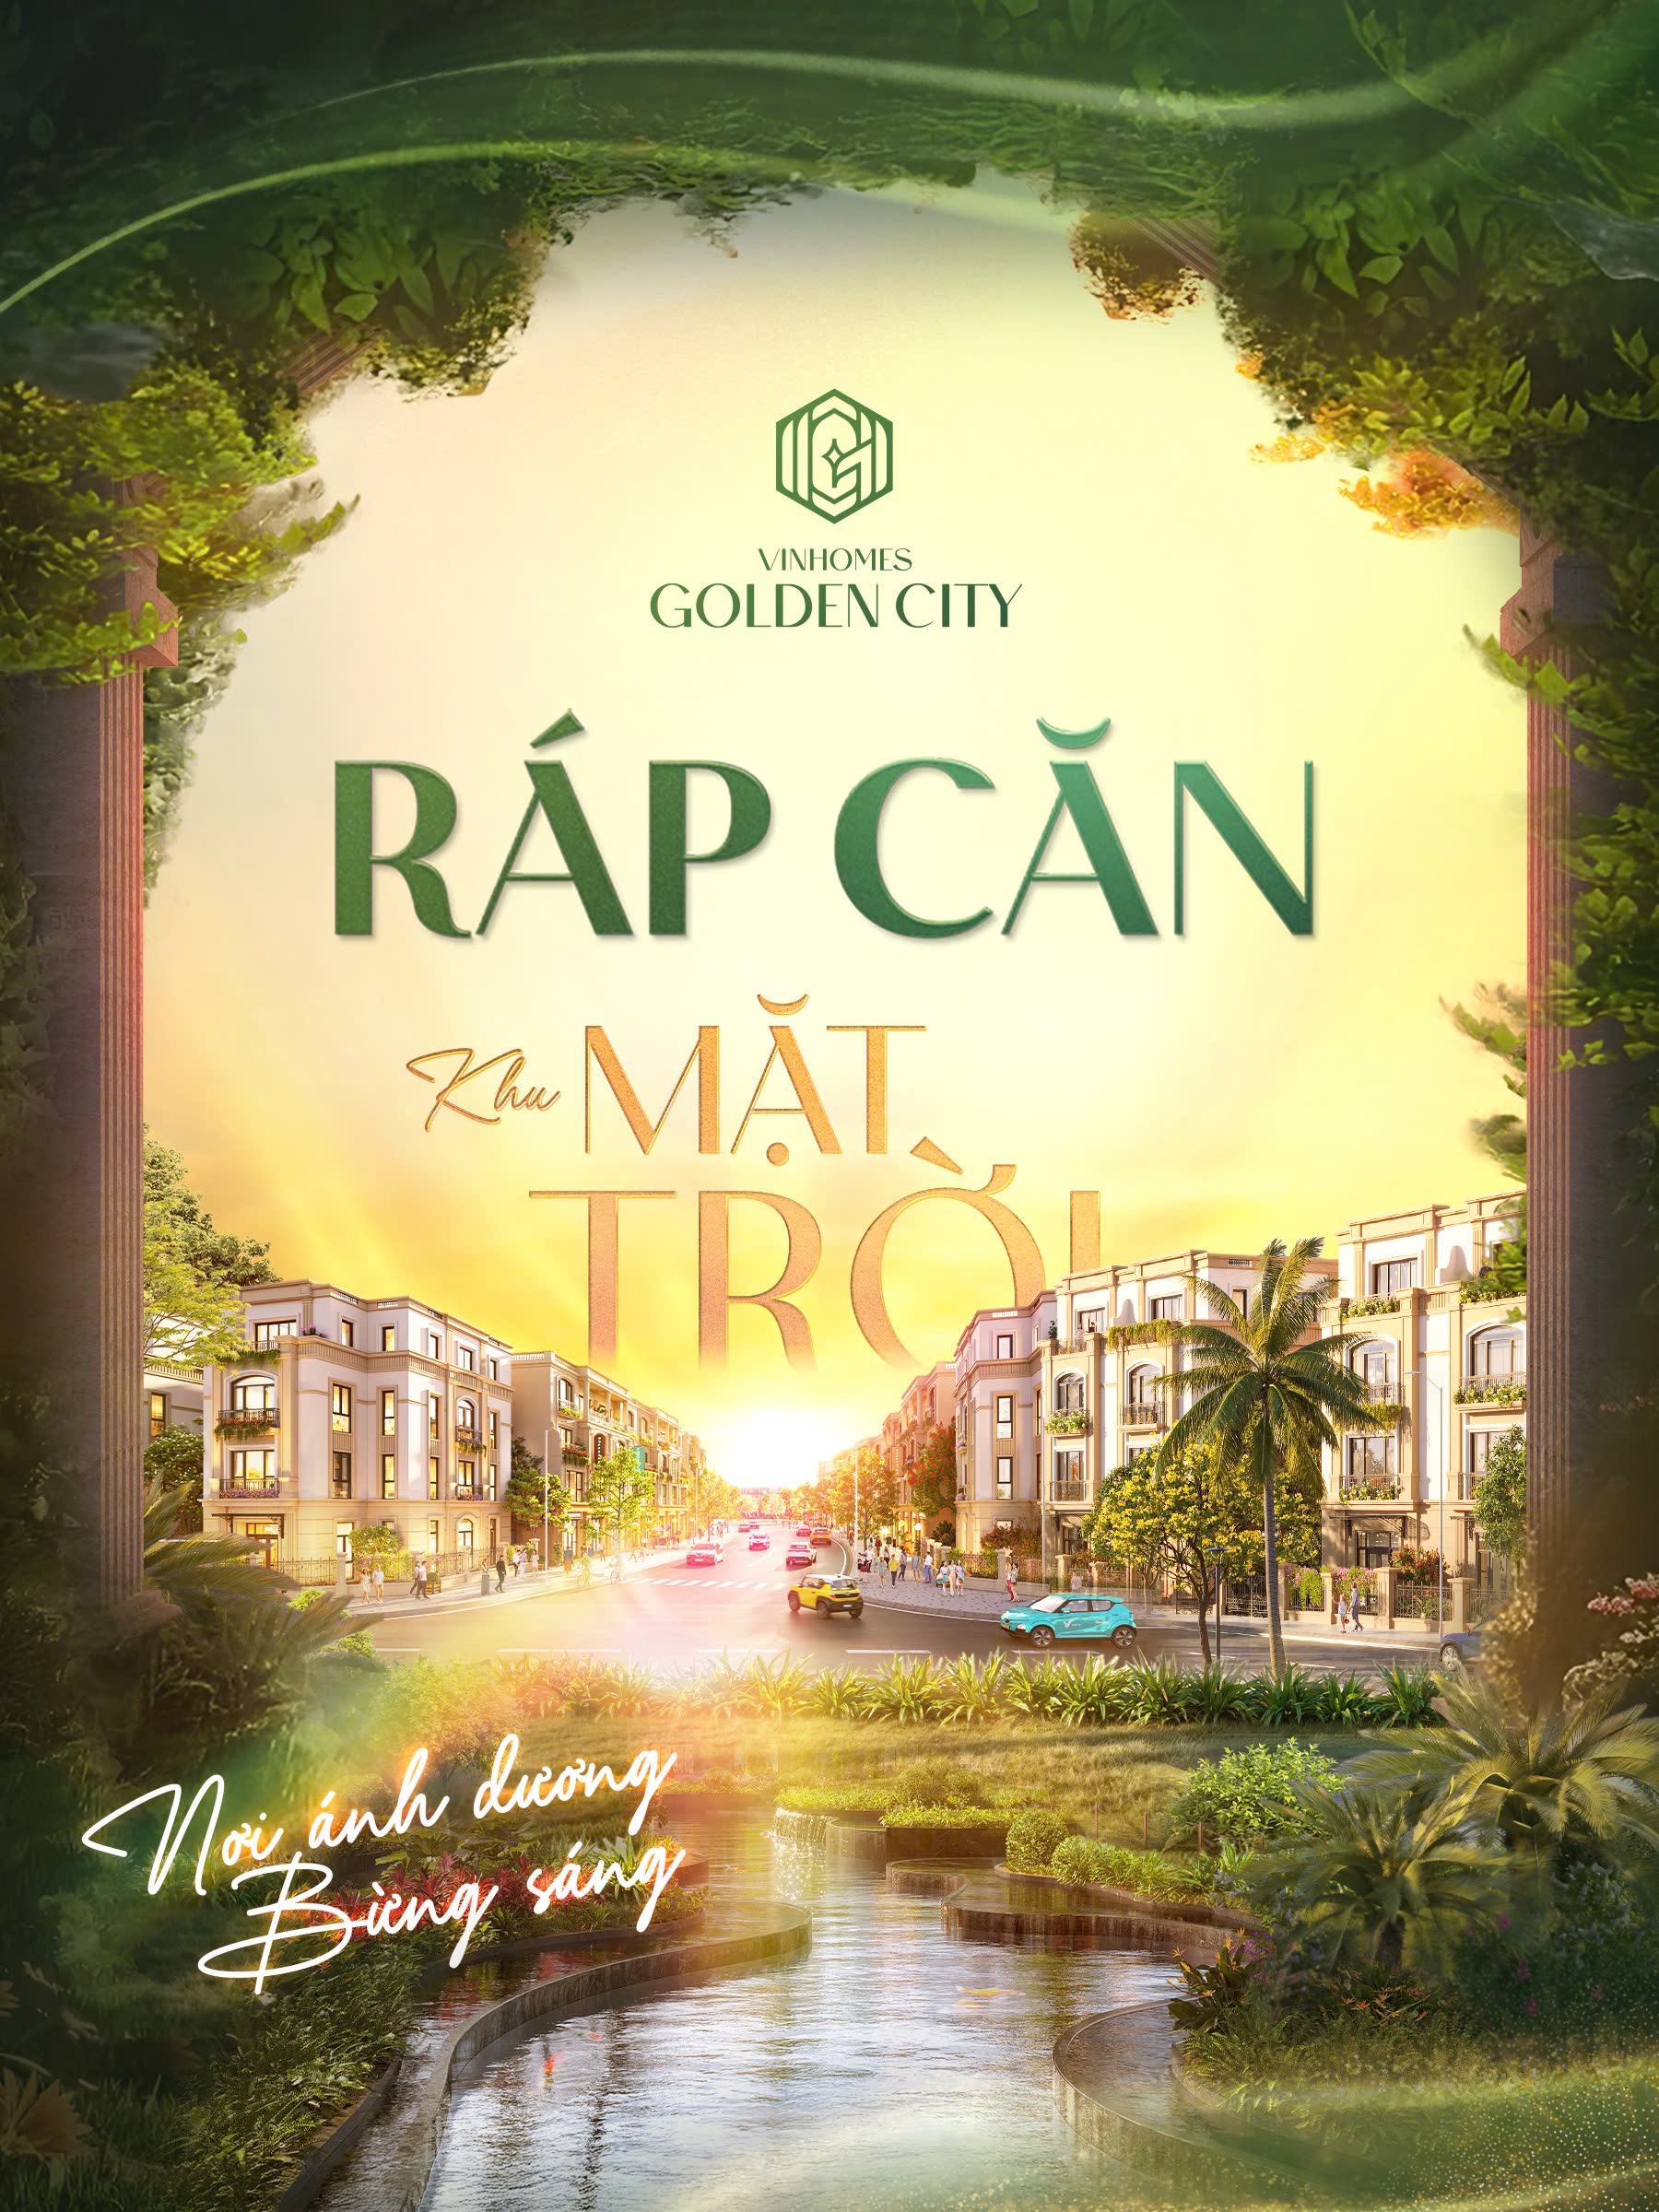 VINHOMES
GOLDEN CITY
RÁP CĂN
Khu MẶT
TRỜI
Nơi ánh dương
Bừng sáng